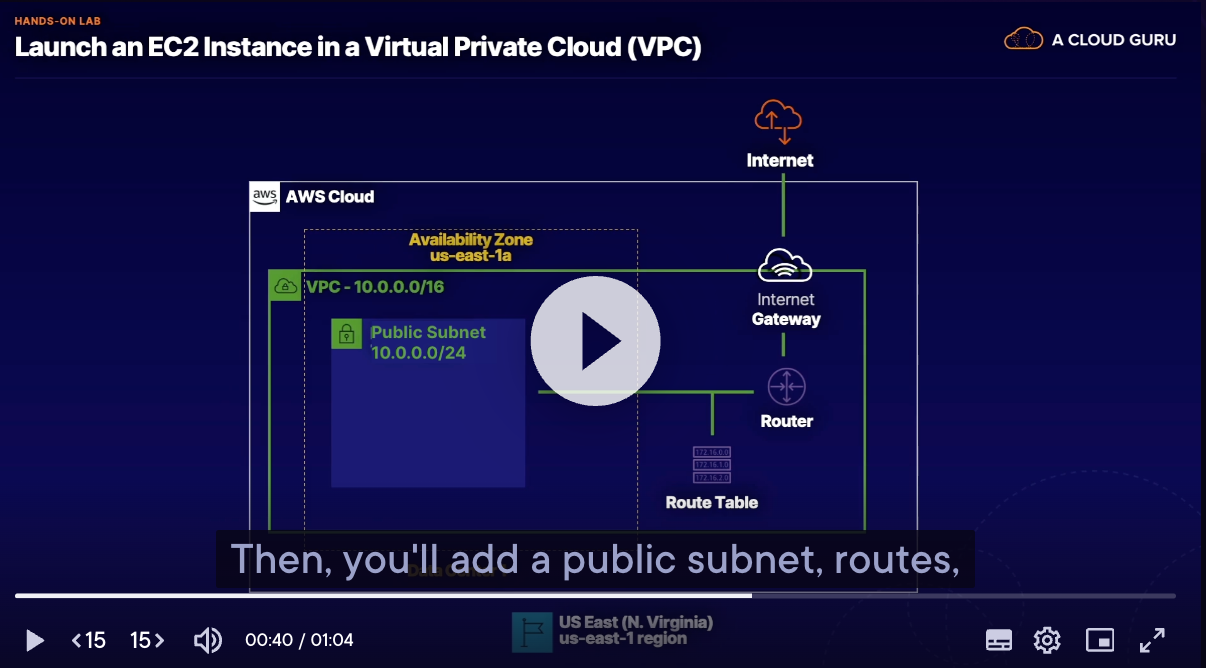 HANDS-ON LAB
Launch an EC2 Instance in a Virtual Private Cloud (VPC)
A CLOUD GURU
Internet
aws
AWS Cloud
Availability Zone
us-east-1a
VPC - 10.0.0.0/16
Internet
Gateway
Public Subnet
10.0.0.0/24
Router
172.16.0.0
172.16.1.0
172.16.2.0
Route Table
Then, you'll add a public subnet, routes,
US East (N. Virginia)
us-east-1 region
15
15
00:40 / 01:04